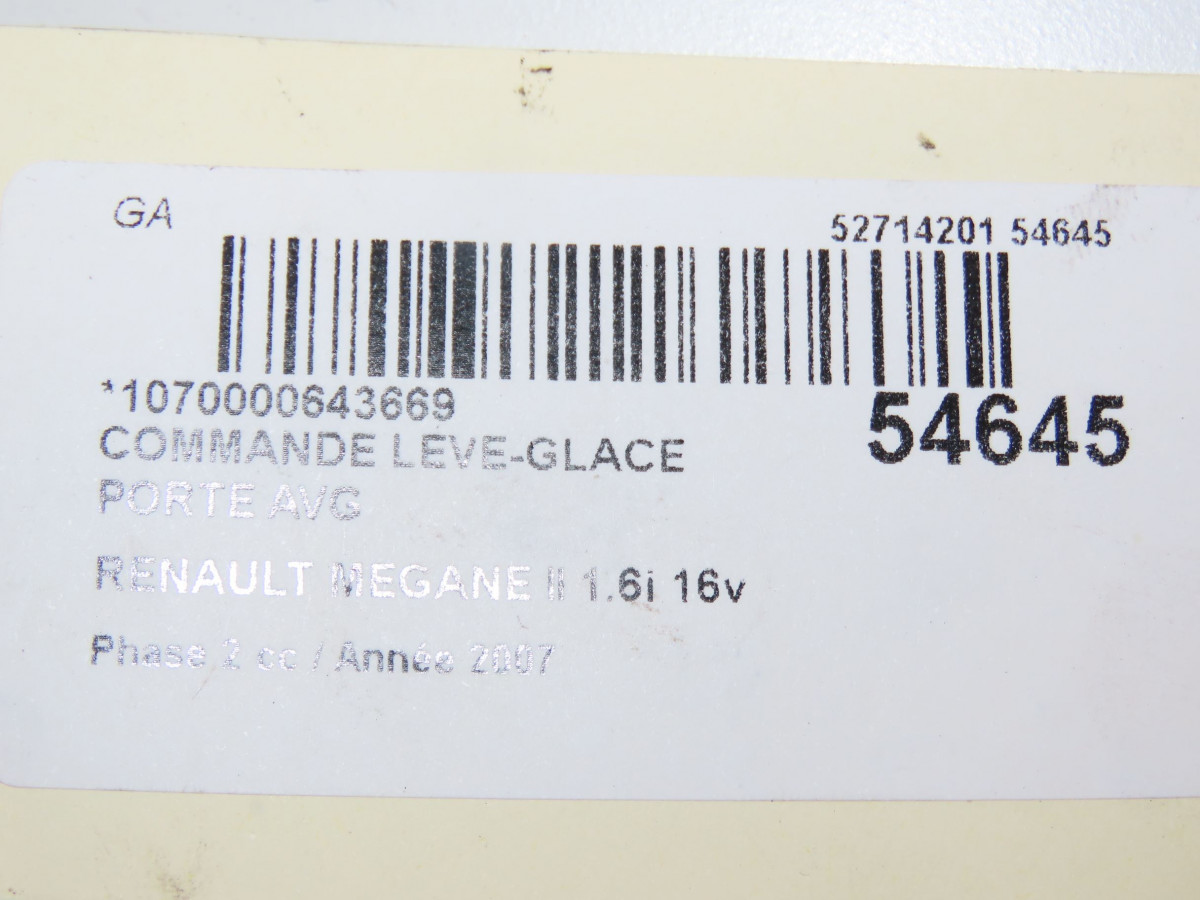 GA
52714201 54645
*1070000643669
54645
COMMANDE LEVE-GLACE
PORTE AVG
RENAULT MEGANE II 1.6i 16v
Phase 2 cc / Année 2007